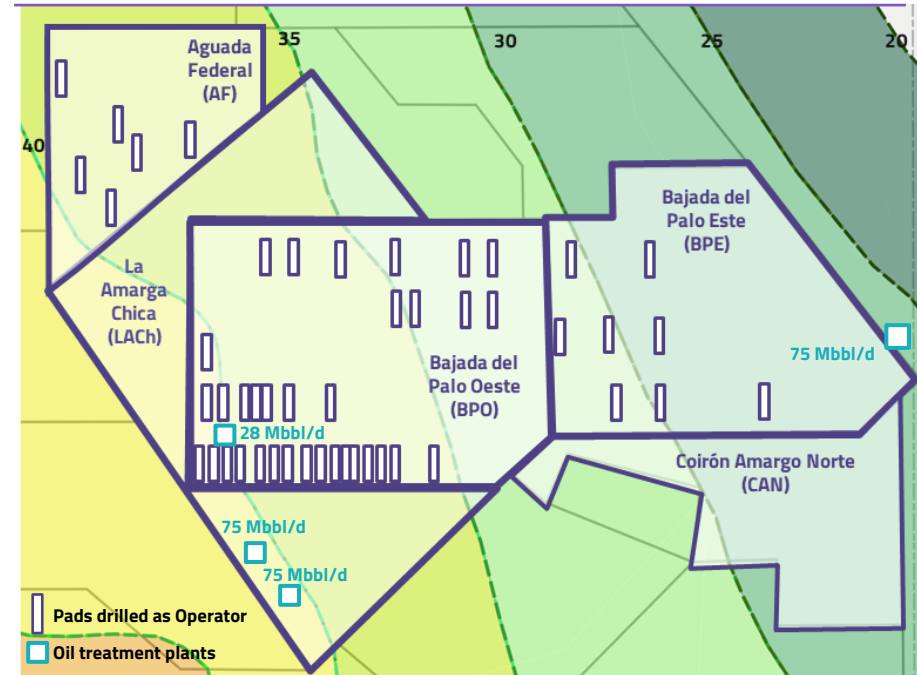 35
30
25
20
40
Aguada
Federal
(AF)
La
Amarga
Chica
(LACh)
Bajada del
Palo Oeste
(BPO)
Bajada del
Palo Este
(BPE)
75 Mbbl/d
28 Mbbl/d
Coirón Amargo Norte
(CAN)
75 Mbbl/d
75 Mbbl/d
Pads drilled as Operator
Oil treatment plants